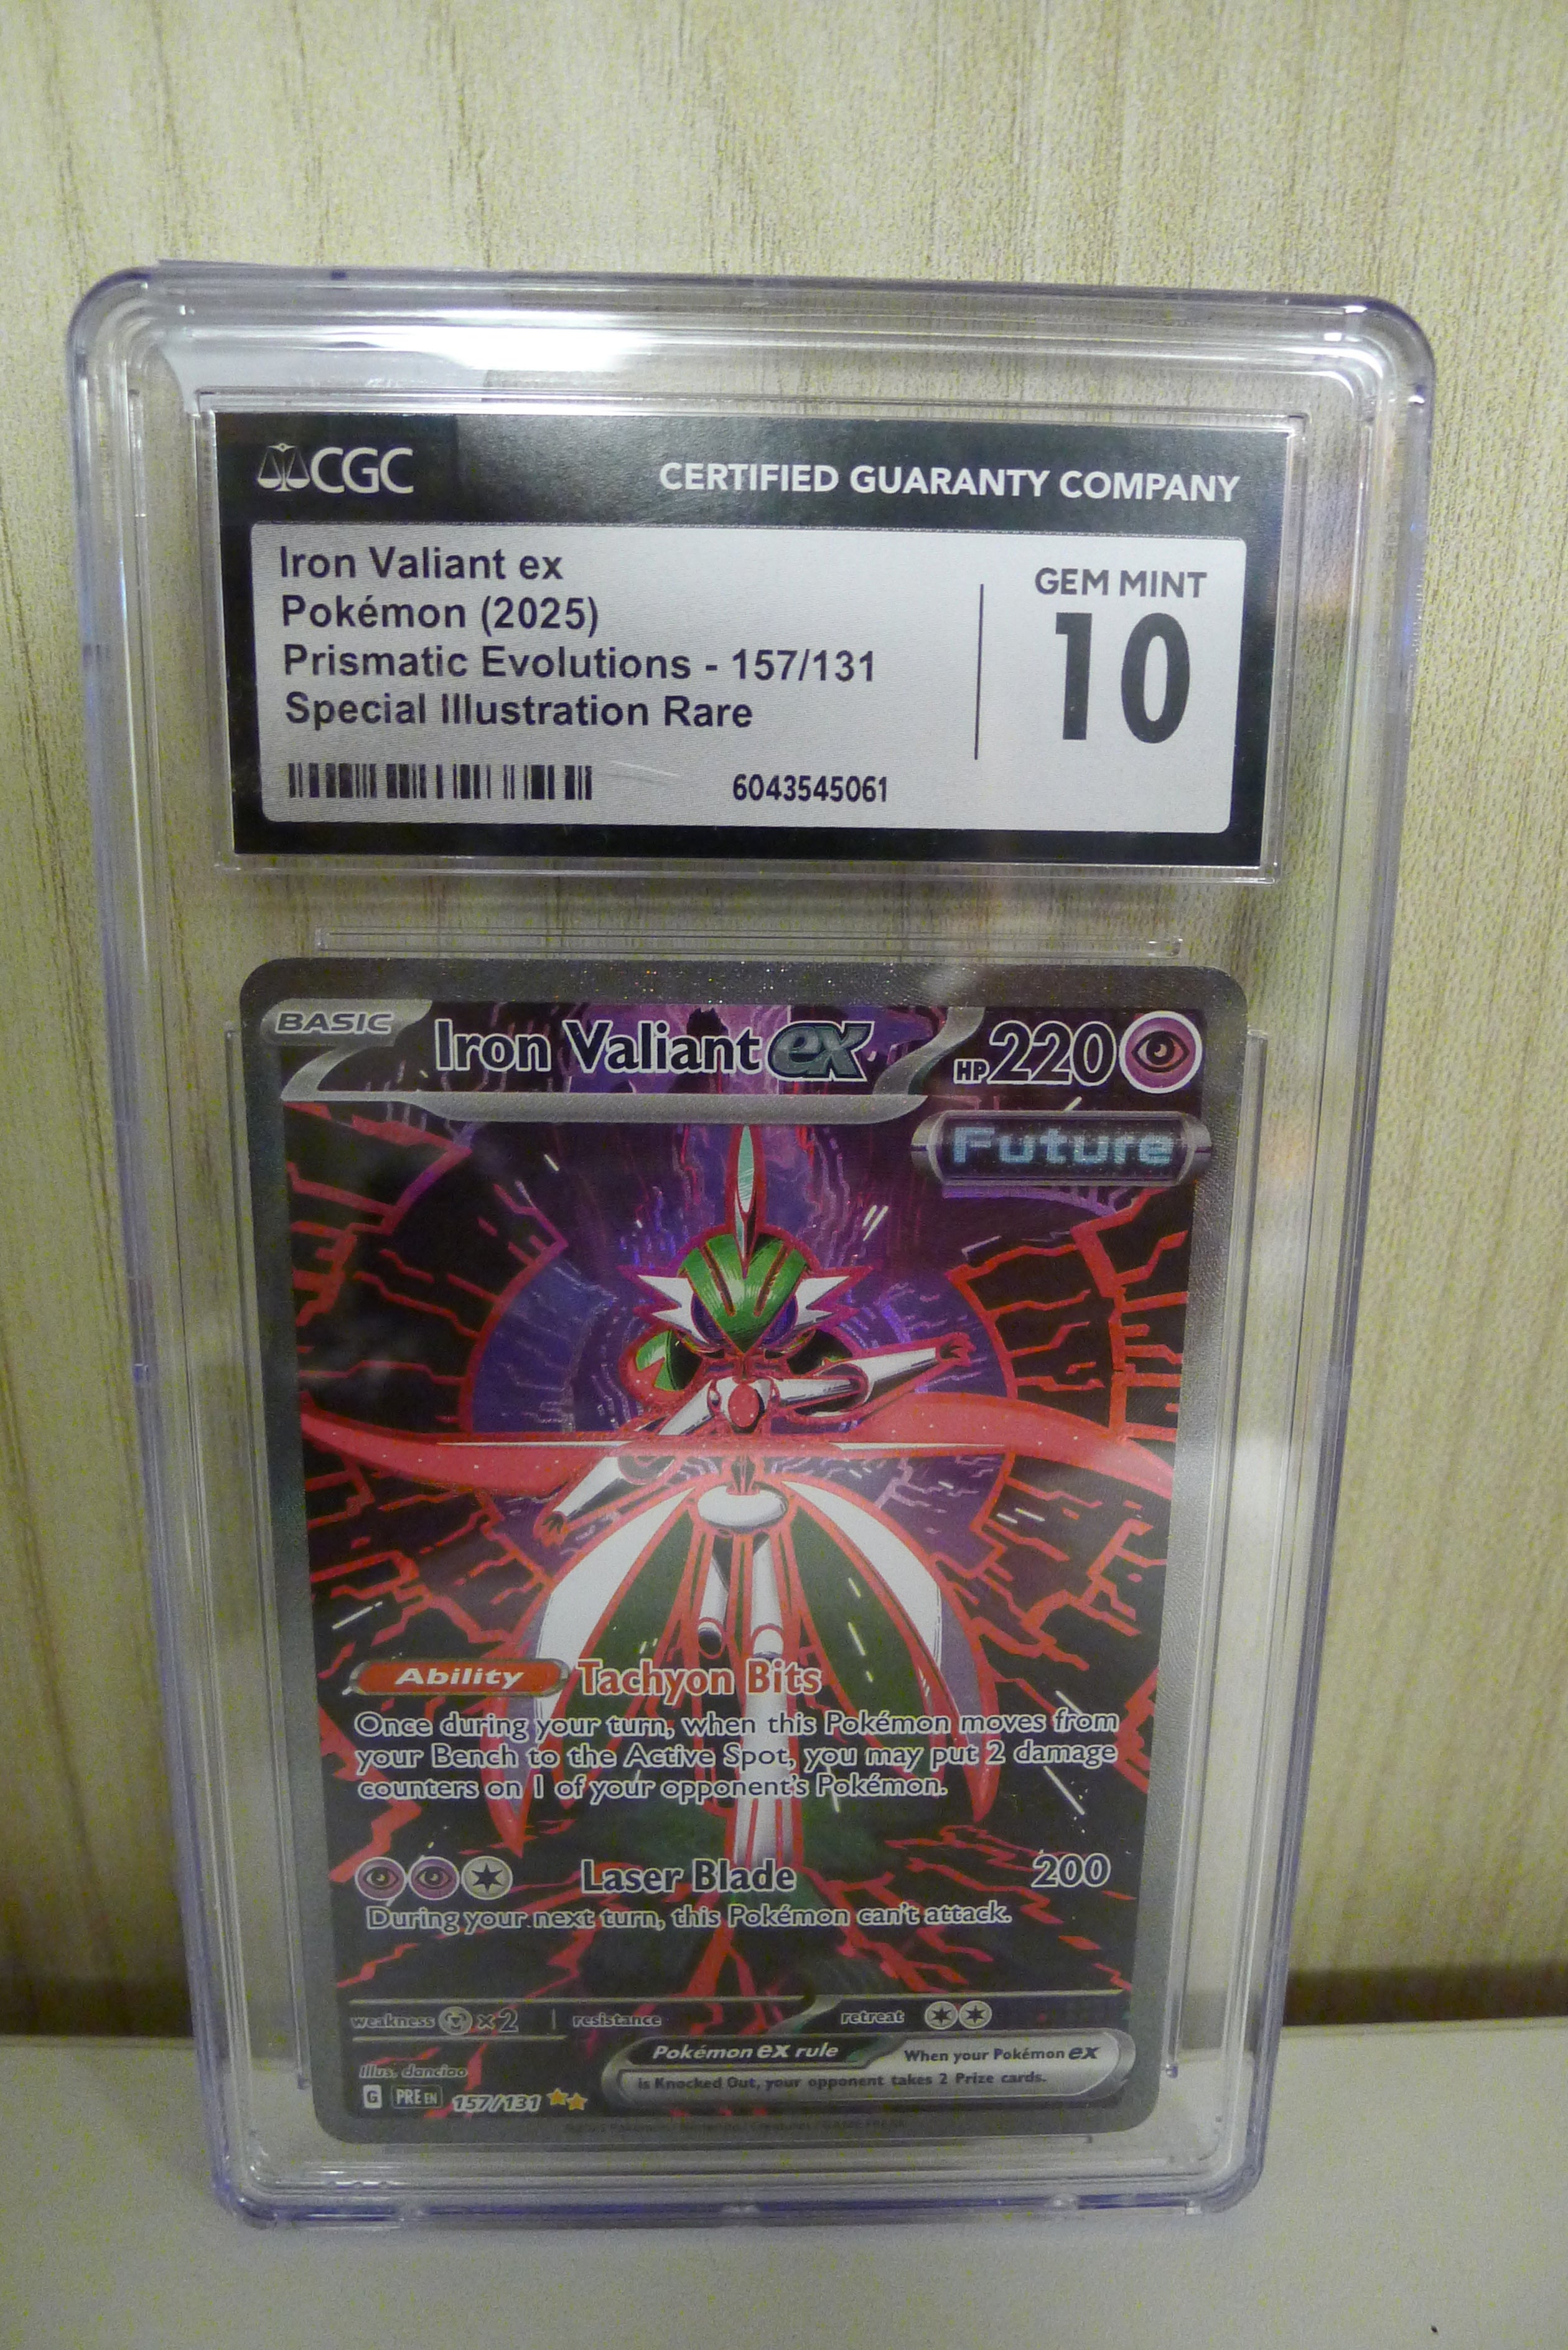 CGC CERTIFIED GUARANTY COMPANY
Iron Valiant ex
Pokémon (2025)
Prismatic Evolutions - 157/131
Special Illustration Rare
GEM MINT
10
6043545061
BASIC Iron Valiant ex HP 220
Future
Ability Tachyon Bits
Once during your turn, when this Pokémon moves from
your Bench to the Active Spot, you may put 2 damage
counters on 1 of your opponent's Pokémon.
Laser Blade 200
During your next turn, this Pokémon can't attack.
weakness ×2 resistance retreat
Pokémon ex rule When your Pokémon ex
is Knocked Out, your opponent takes 2 Prize cards.
Illus. danciao
G PRE EN 157/131